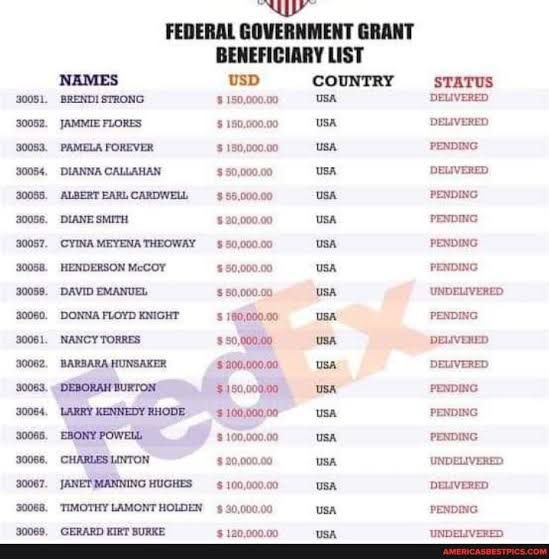 FEDERAL GOVERNMENT GRANT
BENEFICIARY LIST
NAMES USD COUNTRY STATUS
30051. BRENDI STRONG $ 150,000.00 USA DELIVERED
30052. JAMMIE FLORES $ 150,000.00 USA DELIVERED
30053. PAMELA FOREVER $ 150,000.00 USA PENDING
30054. DIANNA CALLAHAN $ 50,000.00 USA DELIVERED
30055. ALBERT EARL CARDWELL $ 55,000.00 USA PENDING
30056. DIANE SMITH $ 20,000.00 USA PENDING
30057. CYINA MEYENA THEOWAY $ 50,000.00 USA PENDING
30058. HENDERSON McCOY $ 50,000.00 USA PENDING
30059. DAVID EMANUEL $ 50,000.00 USA UNDELIVERED
30060. DONNA FLOYD KNIGHT $ 150,000.00 USA PENDING
30061. NANCY TORRES $ 50,000.00 USA DELIVERED
30062. BARBARA HUNSAKER $ 200,000.00 USA DELIVERED
30063. DEBORAH BURTON $ 150,000.00 USA PENDING
30064. LARRY KENNEDY RHODE $ 100,000.00 USA PENDING
30065. EBONY POWELL $ 100,000.00 USA PENDING
30066. CHARLES LINTON $ 20,000.00 USA UNDELIVERED
30067. JANET MANNING HUGHES $ 100,000.00 USA DELIVERED
30068. TIMOTHY LAMONT HOLDEN $ 30,000.00 USA PENDING
30069. GERARD KIRT BURKE $ 120,000.00 USA UNDELIVERED
FedEx
AMERICASBESTPICS.COM